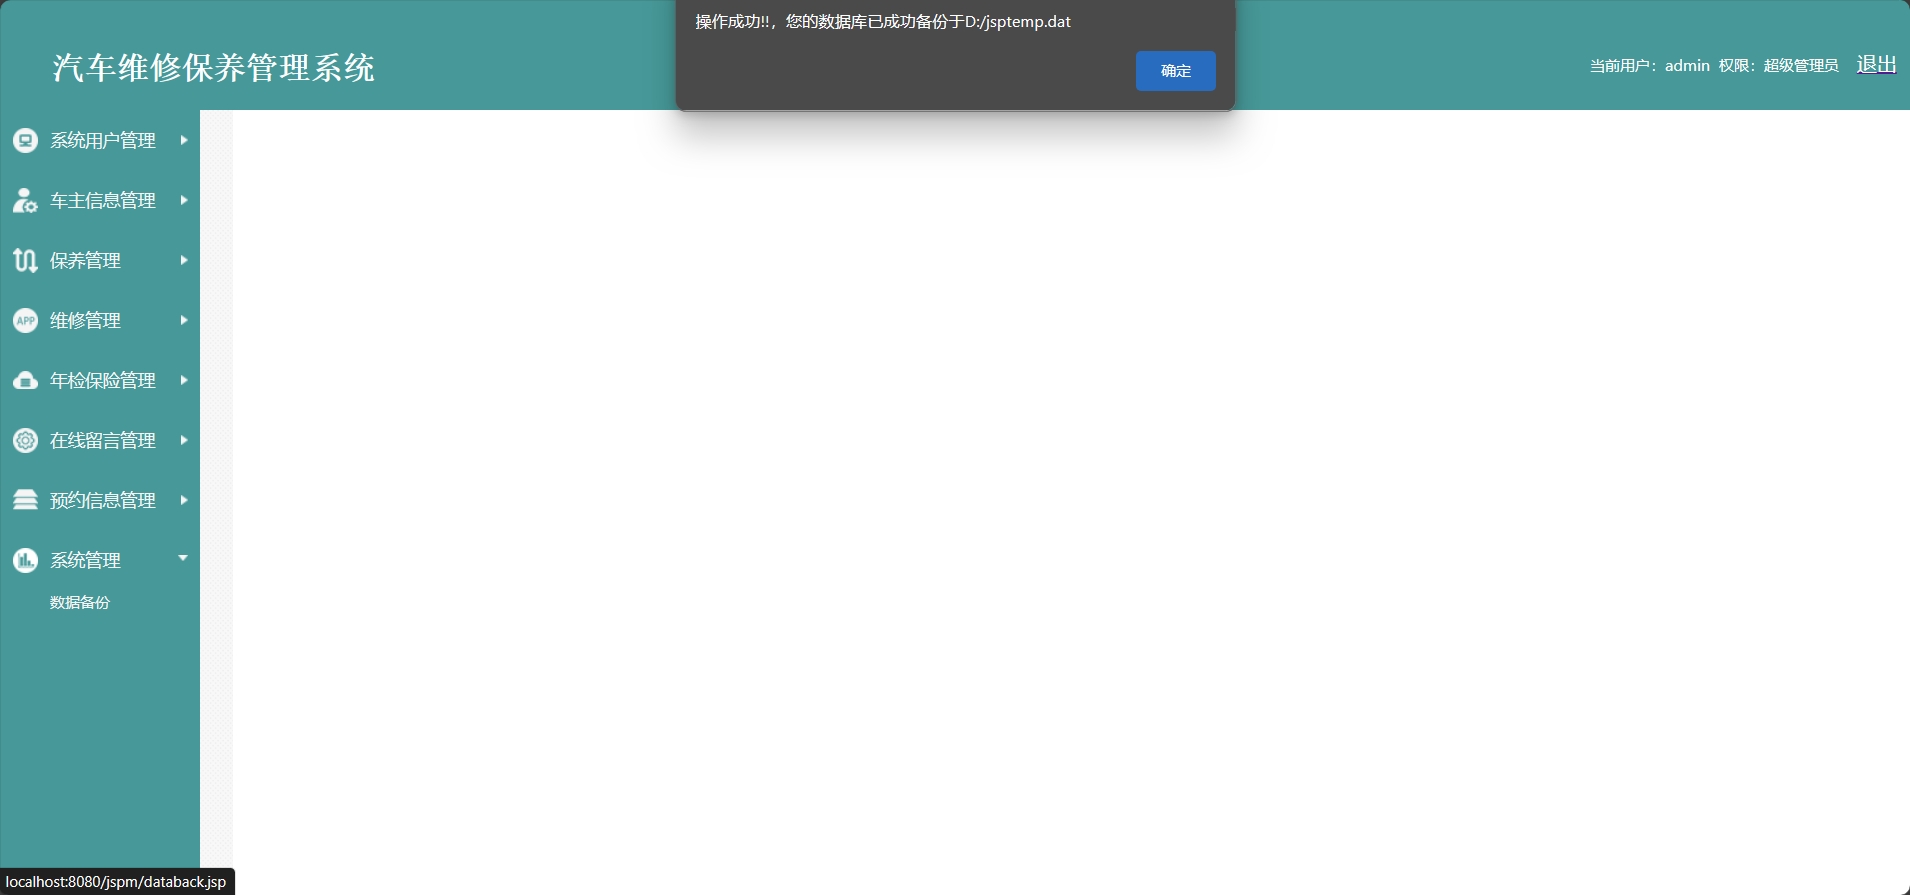 操作成功!!，您的数据库已成功备份于D:/jsptemp.dat
确定
汽车维修保养管理系统
当前用户：admin 权限：超级管理员 退出
系统用户管理
车主信息管理
保养管理
APP 维修管理
年检保险管理
在线留言管理
预约信息管理
系统管理
数据备份
localhost:8080/jspm/databack.jsp